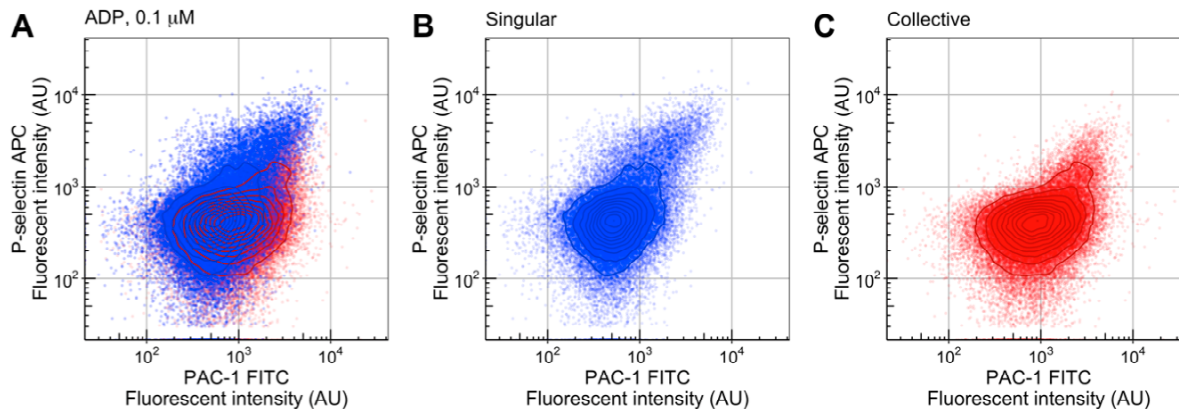 A
ADP, 0.1 μM
P-selectin APC
Fluorescent intensity (AU)
10⁴
10³
10²
10² 10³ 10⁴
PAC-1 FITC
Fluorescent intensity (AU)
B
Singular
P-selectin APC
Fluorescent intensity (AU)
10⁴
10³
10²
10² 10³ 10⁴
PAC-1 FITC
Fluorescent intensity (AU)
C
Collective
P-selectin APC
Fluorescent intensity (AU)
10⁴
10³
10²
10² 10³ 10⁴
PAC-1 FITC
Fluorescent intensity (AU)